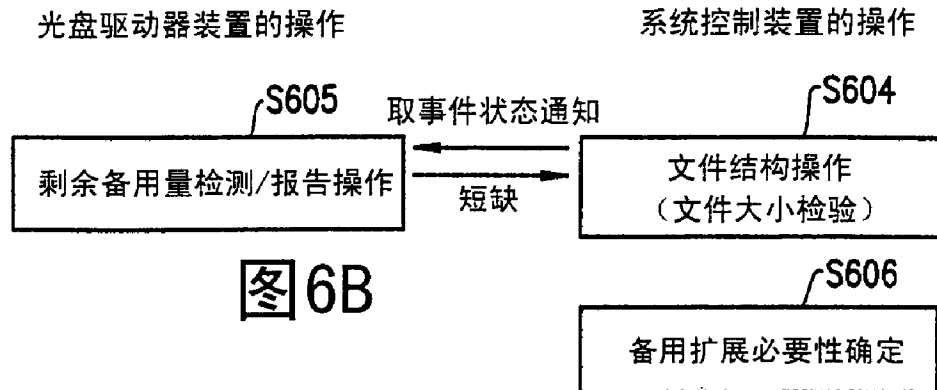 光盘驱动器装置的操作
系统控制装置的操作
S605
取事件状态通知
S604
剩余备用量检测/报告操作
短缺
文件结构操作
（文件大小检验）
图6B
S606
备用扩展必要性确定